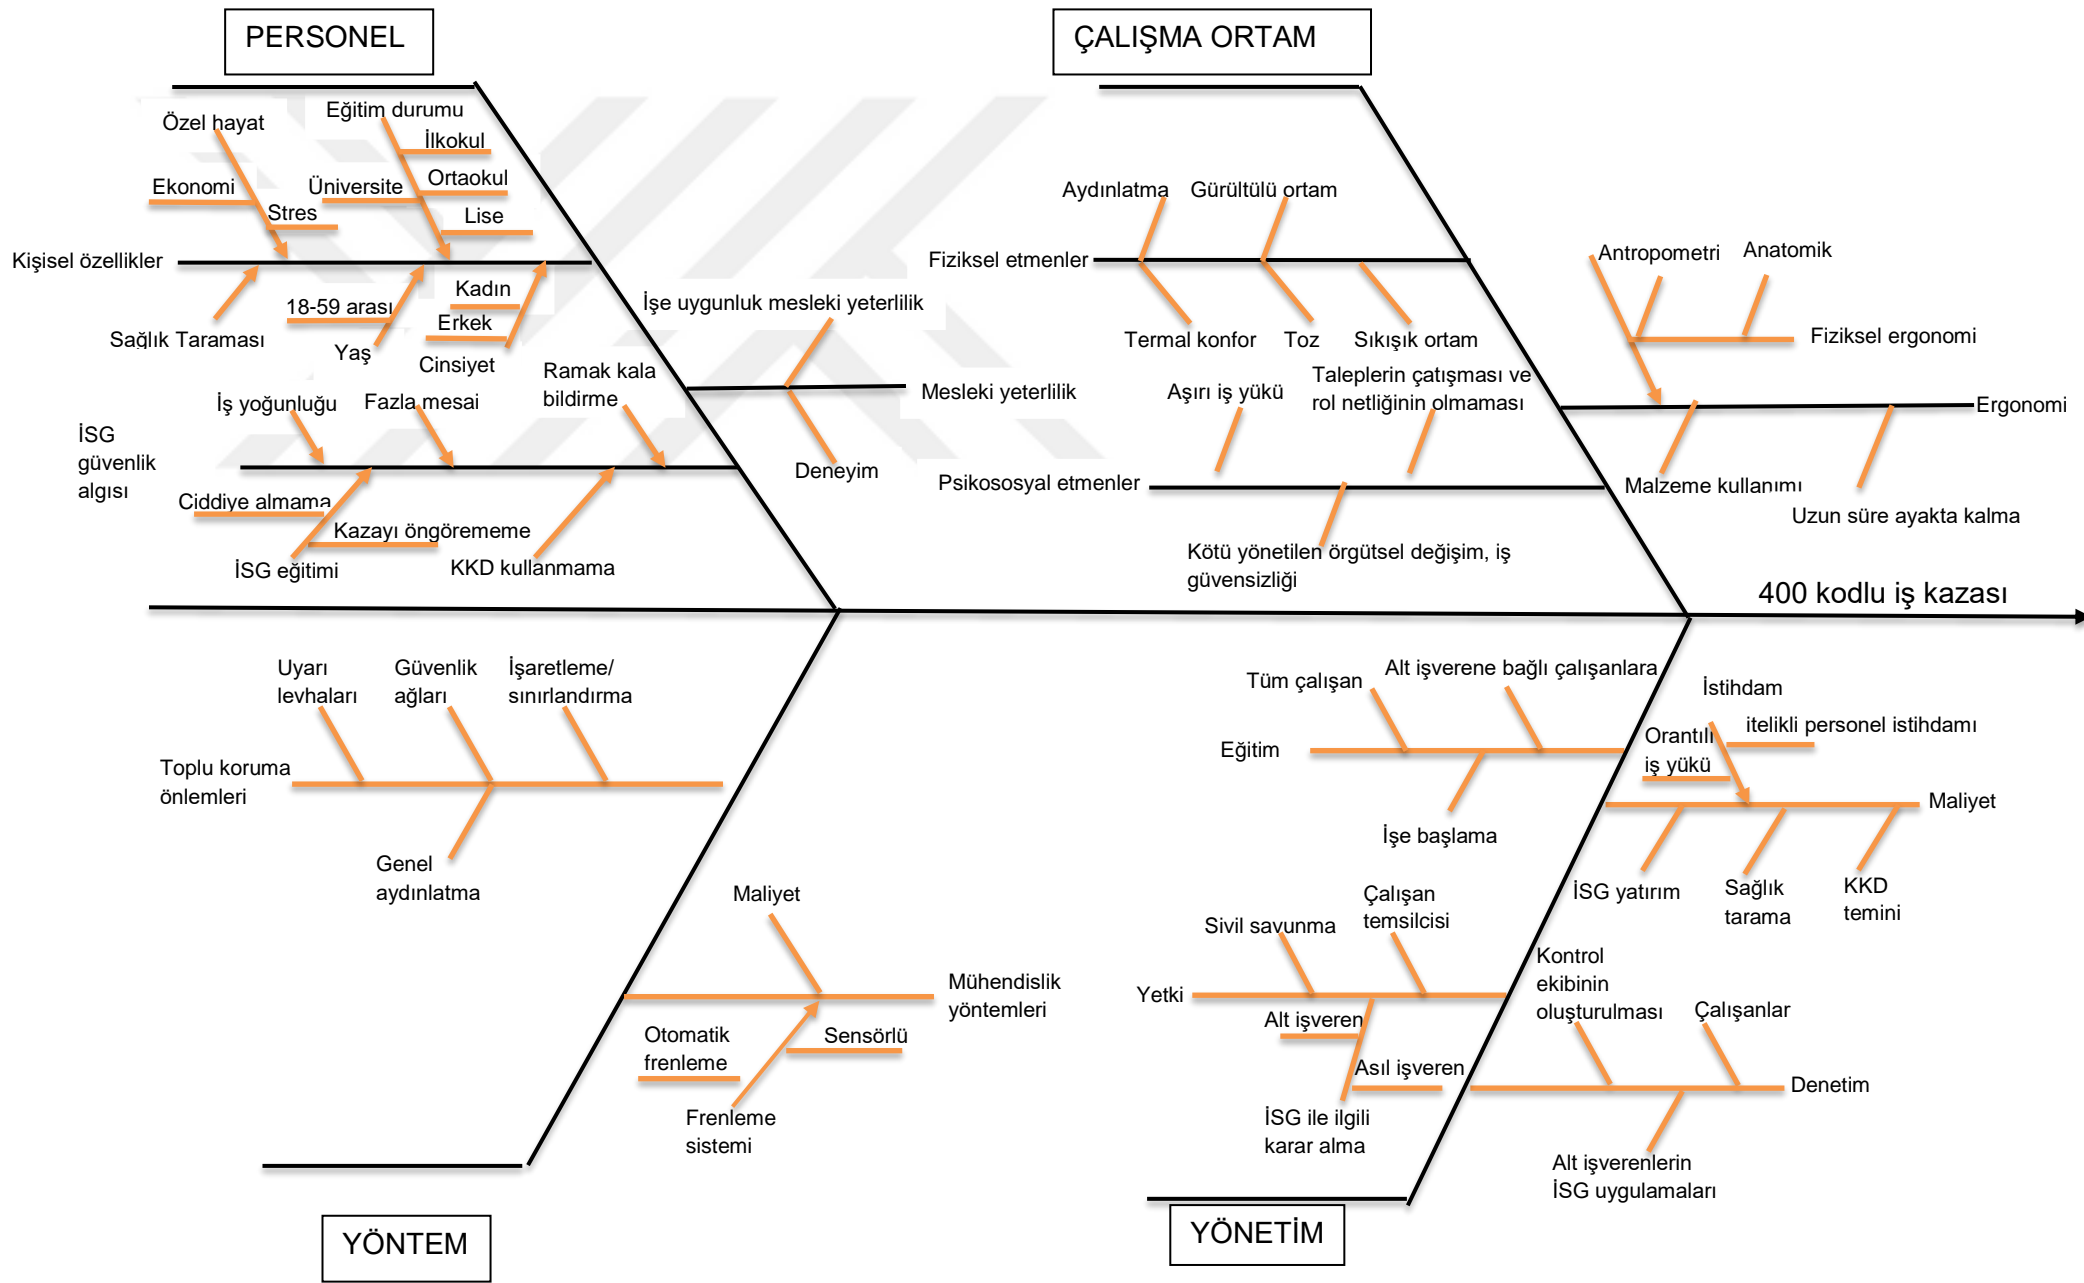 PERSONEL
ÇALIŞMA ORTAM
Özel hayat
Eğitim durumu
İlkokul
Ekonomi
Üniversite
Ortaokul
Stres
Lise
Kişisel özellikler
Sağlık Taraması
18-59 arası
Yaş
Kadın
Erkek
Cinsiyet
İşe uygunluk mesleki yeterlilik
Mesleki yeterlilik
Deneyim
İş yoğunluğu
Fazla mesai
Ramak kala
bildirme
İSG
güvenlik
algısı
Ciddiye almama
Kazayı öngörememe
İSG eğitimi
KKD kullanmama
Aydınlatma
Gürültülü ortam
Fiziksel etmenler
Termal konfor
Toz
Sıkışık ortam
Antropometri
Anatomik
Fiziksel ergonomi
Ergonomi
Malzeme kullanımı
Uzun süre ayakta kalma
Aşırı iş yükü
Taleplerin çatışması ve
rol netliğinin olmaması
Psikososyal etmenler
Kötü yönetilen örgütsel değişim, iş
güvensizliği
400 kodlu iş kazası
Uyarı
levhaları
Güvenlik
ağları
İşaretleme/
sınırlandırma
Toplu koruma
önlemleri
Genel
aydınlatma
Maliyet
Mühendislik
yöntemleri
Otomatik
frenleme
Sensörlü
Frenleme
sistemi
Tüm çalışan
Alt işverene bağlı çalışanlara
Eğitim
İşe başlama
İstihdam
itelikli personel istihdamı
Orantılı
iş yükü
Maliyet
İSG yatırım
Sağlık
tarama
KKD
temini
Sivil savunma
Çalışan
temsilcisi
Yetki
Alt işveren
Asıl işveren
İSG ile ilgili
karar alma
Kontrol
ekibinin
oluşturulması
Çalışanlar
Denetim
Alt işverenlerin
İSG uygulamaları
YÖNTEM
YÖNETİM